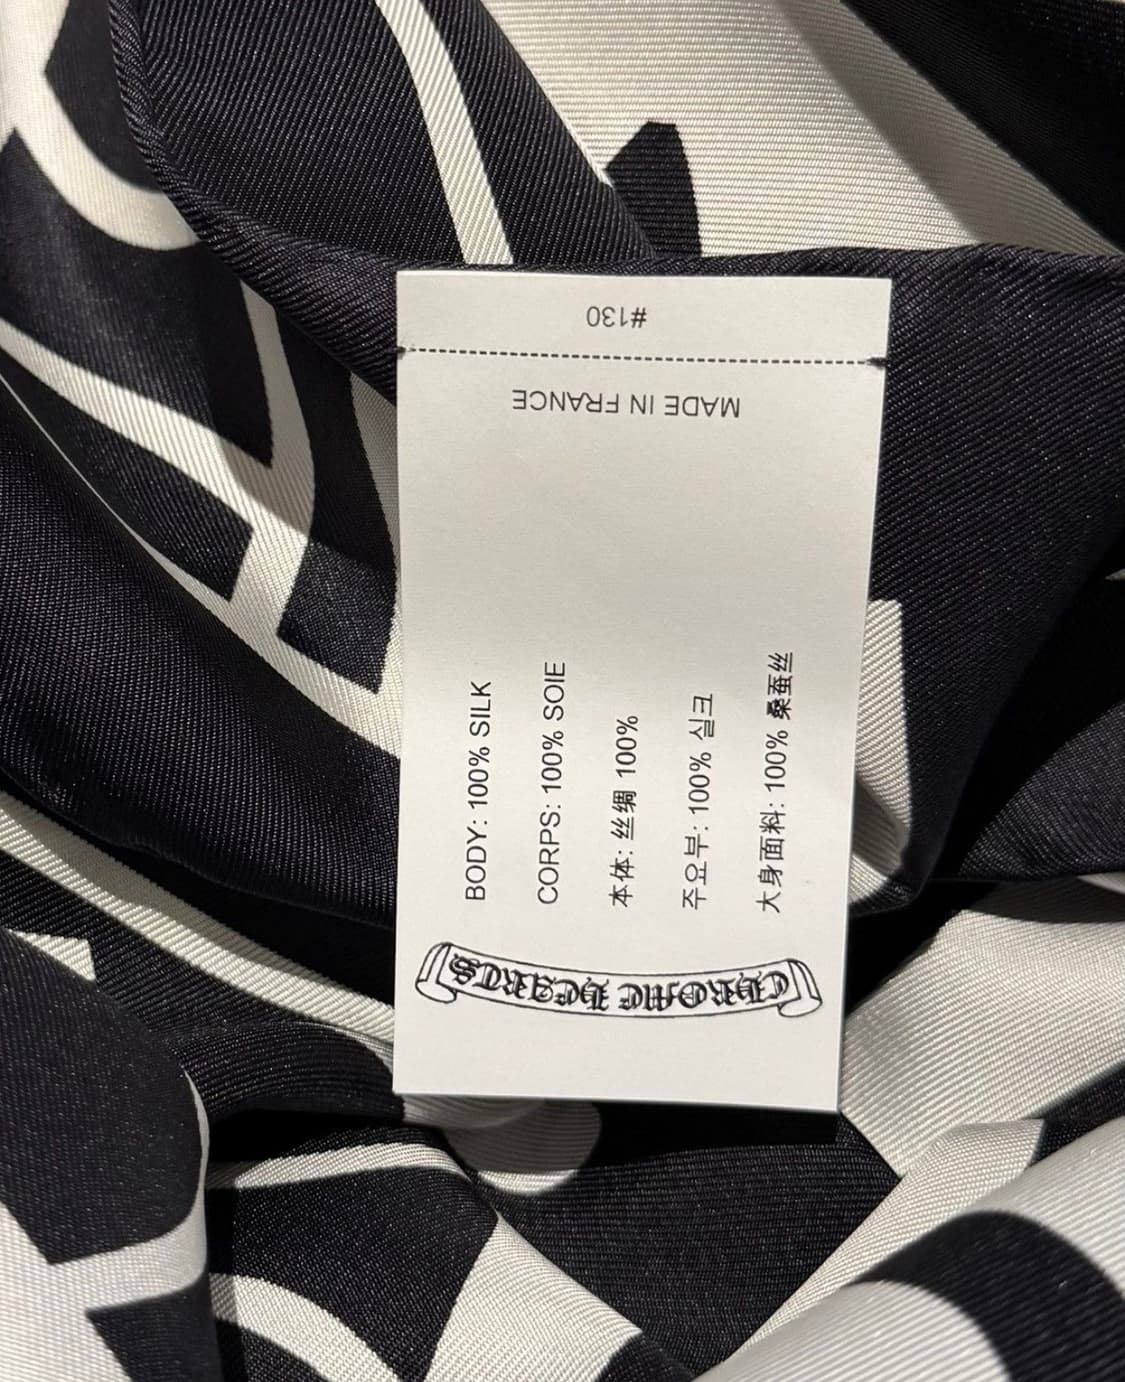 #130
MADE IN FRANCE
BODY: 100% SILK
CORPS: 100% SOIE
本体: 丝绸 100%
주요부: 100% 실크
大身面料: 100% 桑蚕丝
CHROME HEARTS